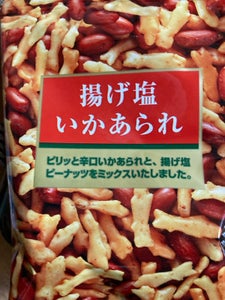 揚げ塩
いかあられ
ピリッと辛口いかあられと、揚げ塩
ピーナッツをミックスいたしました。